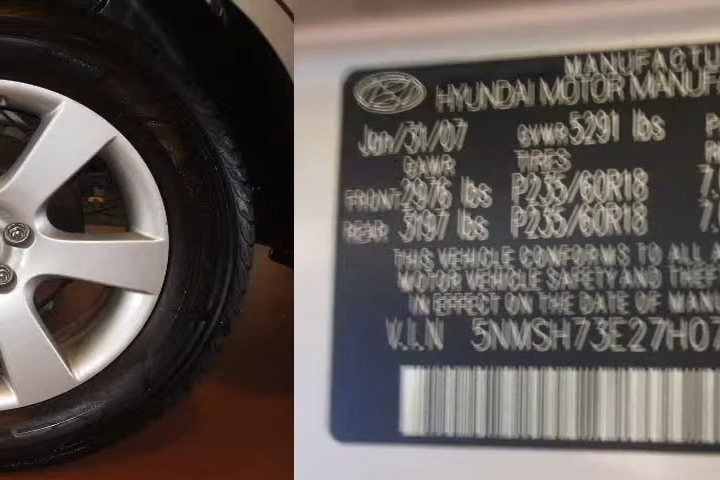 MANUFACTU
HYUNDAI MOTOR MANUF
Jan/31/07 GVWR 5291 lbs
GAWR TIRES
FRONT 2976 lbs P235/60R18 7.
REAR 3197 lbs P235/60R18 7.
THIS VEHICLE CONFORMS TO ALL A
MOTOR VEHICLE SAFETY AND THEF
IN EFFECT ON THE DATE OF MANU
V.I.N 5NMSH73E27H07